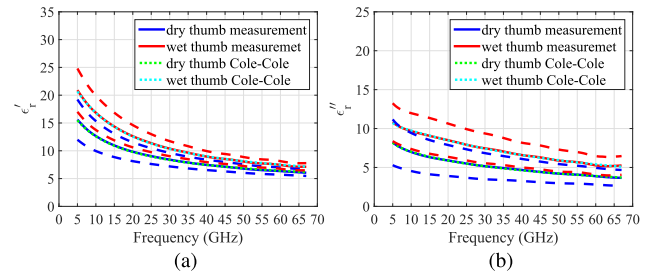 dry thumb measurement
wet thumb measuremet
dry thumb Cole-Cole
wet thumb Cole-Cole
ϵ′r
35
30
25
20
15
10
5
0
0 5 10 15 20 25 30 35 40 45 50 55 60 65 70
Frequency (GHz)
(a)
dry thumb measurement
wet thumb measuremet
dry thumb Cole-Cole
wet thumb Cole-Cole
ϵ″r
25
20
15
10
5
0
0 5 10 15 20 25 30 35 40 45 50 55 60 65 70
Frequency (GHz)
(b)